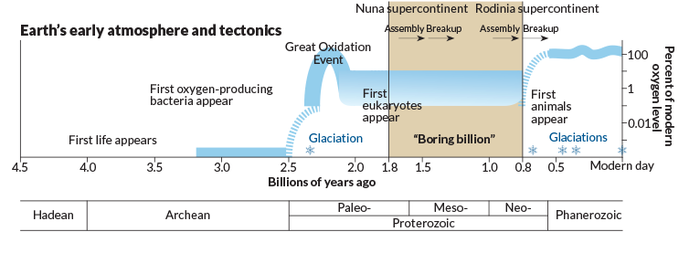 Nuna supercontinent Rodinia supercontinent
Earth's early atmosphere and tectonics
Assembly Breakup Assembly Breakup
Great Oxidation
Event
100
First oxygen-producing
bacteria appear
First
eukaryotes
appear
First
animals
appear
1
0.01
Percent of modern
oxygen level
First life appears
Glaciation
"Boring billion"
Glaciations
* * * * *
4.5 4.0 3.5 3.0 2.5 2.0 1.8 1.5 1.0 0.8 0.5 Modern day
Billions of years ago
Hadean Archean Paleo- Meso- Neo- Phanerozoic
Proterozoic